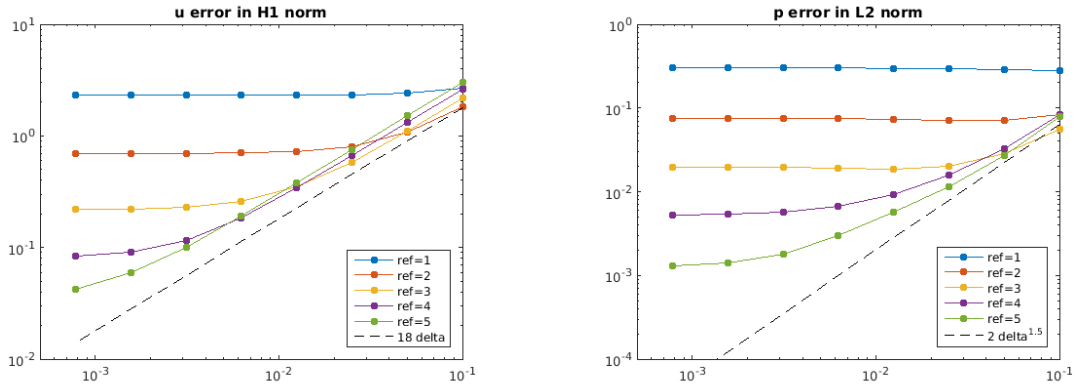 u error in H1 norm
10^1
10^0
10^-1
10^-2
10^-3
10^-2
10^-1
ref=1
ref=2
ref=3
ref=4
ref=5
18 delta
p error in L2 norm
10^0
10^-1
10^-2
10^-3
10^-4
10^-3
10^-2
10^-1
ref=1
ref=2
ref=3
ref=4
ref=5
2 delta^1.5